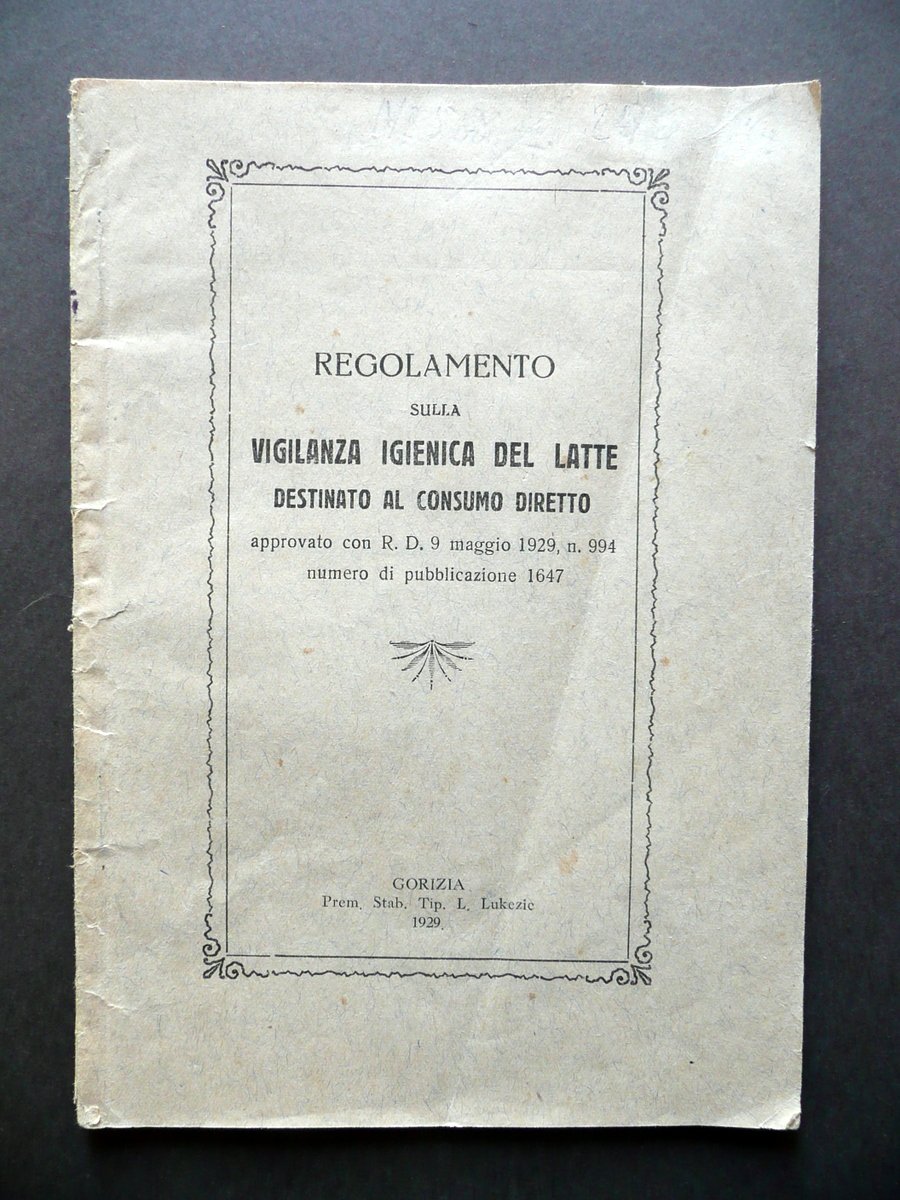 REGOLAMENTO
SULLA
VIGILANZA IGIENICA DEL LATTE
DESTINATO AL CONSUMO DIRETTO
approvato con R. D. 9 maggio 1929, n. 994
numero di pubblicazione 1647
GORIZIA
Prem. Stab. Tip. L. Lukezic
1929.